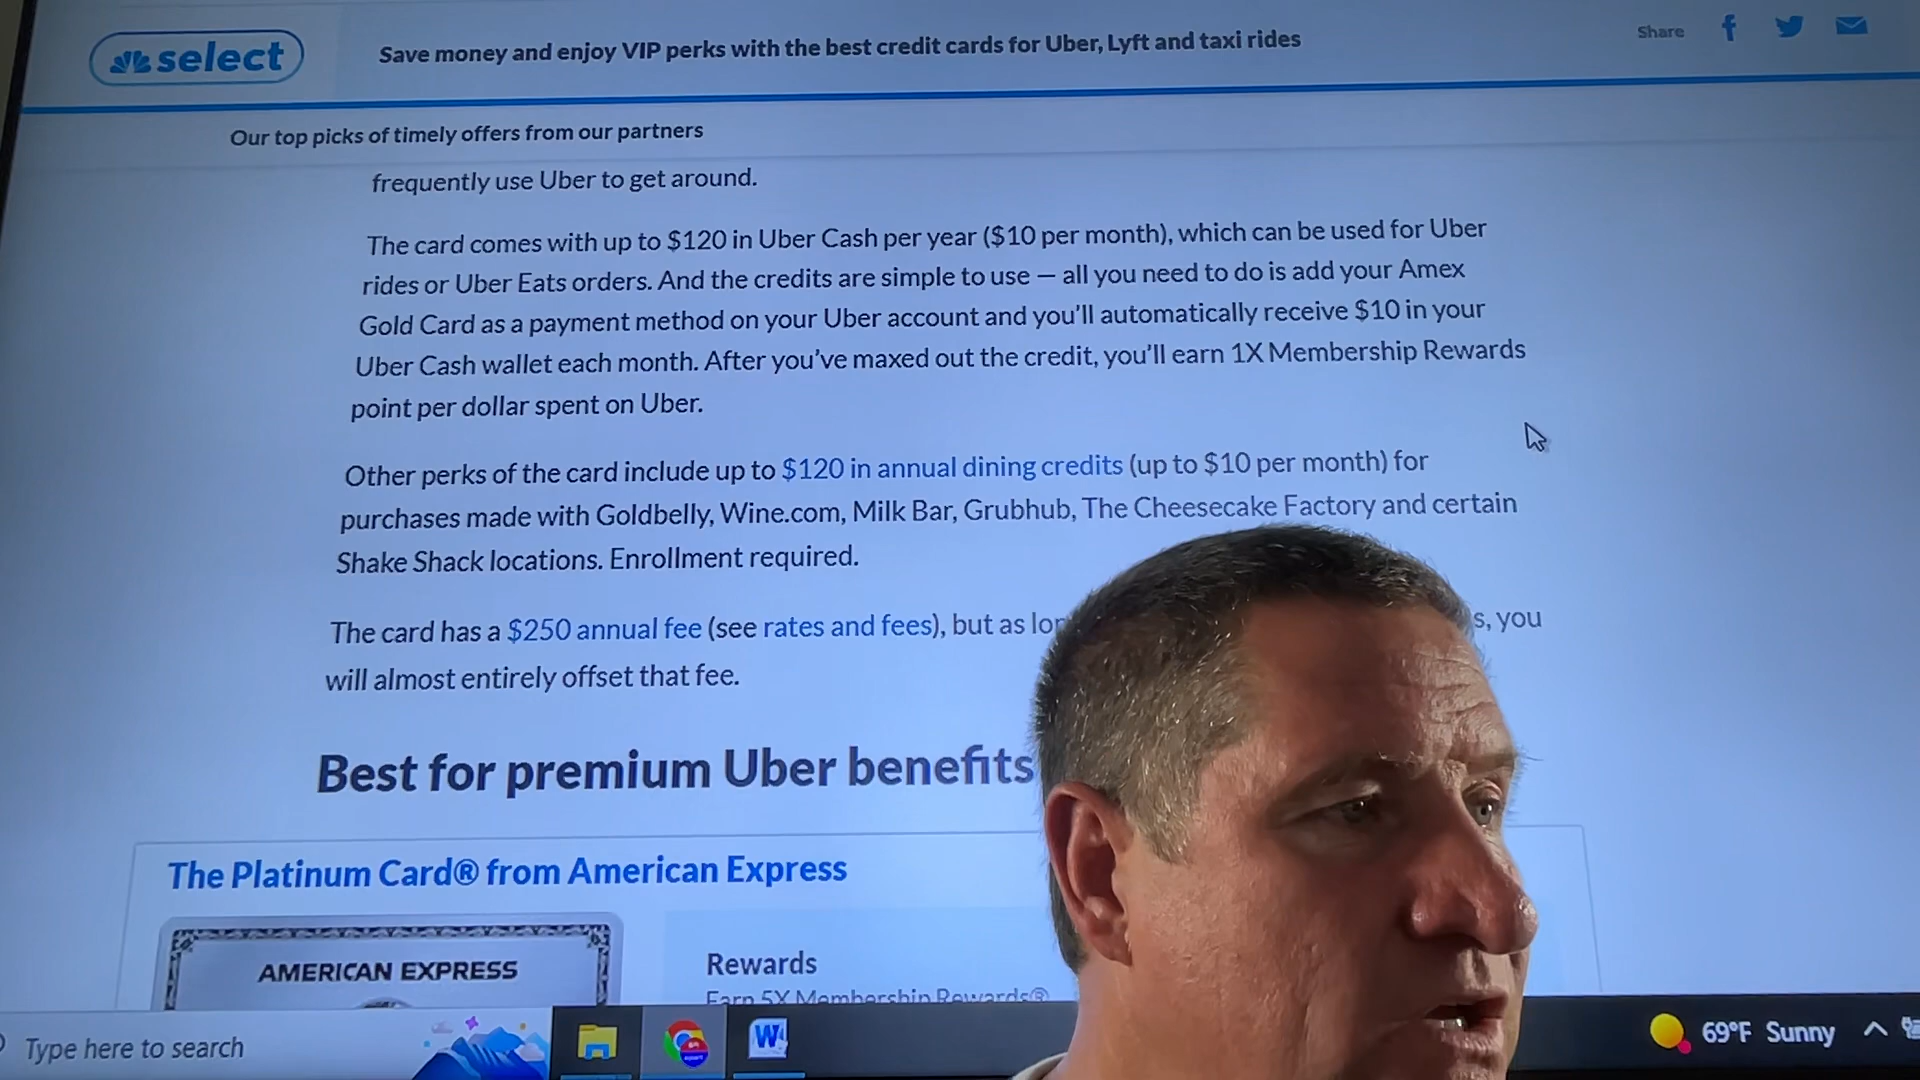 select
Save money and enjoy VIP perks with the best credit cards for Uber, Lyft and taxi rides
Share
Our top picks of timely offers from our partners
frequently use Uber to get around.
The card comes with up to $120 in Uber Cash per year ($10 per month), which can be used for Uber
rides or Uber Eats orders. And the credits are simple to use — all you need to do is add your Amex
Gold Card as a payment method on your Uber account and you'll automatically receive $10 in your
Uber Cash wallet each month. After you've maxed out the credit, you'll earn 1X Membership Rewards
point per dollar spent on Uber.
Other perks of the card include up to $120 in annual dining credits (up to $10 per month) for
purchases made with Goldbelly, Wine.com, Milk Bar, Grubhub, The Cheesecake Factory and certain
Shake Shack locations. Enrollment required.
The card has a $250 annual fee (see rates and fees), but as you
will almost entirely offset that fee.
Best for premium Uber benefits
The Platinum Card® from American Express
AMERICAN EXPRESS
Rewards
Earn 5X Membership Rewards®
Type here to search
W
69°F Sunny